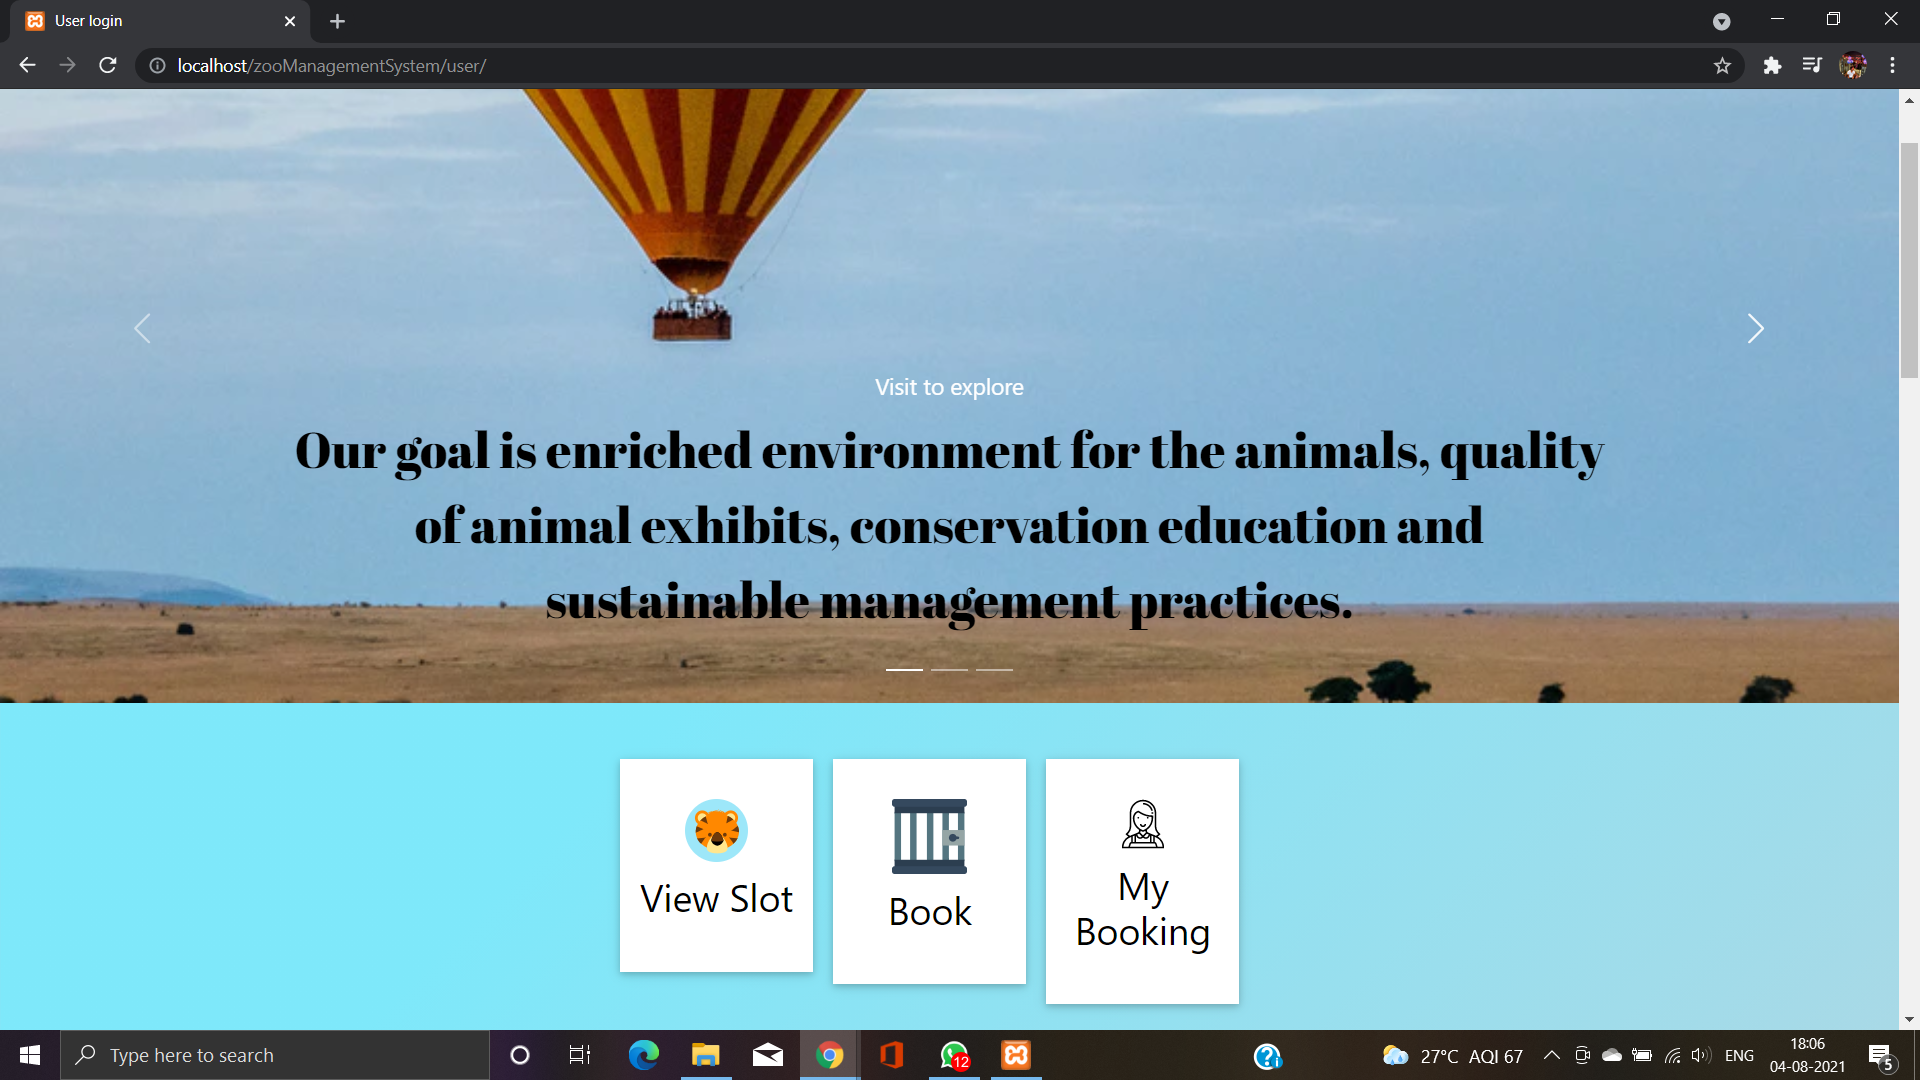 User login
localhost/zooManagementSystem/user/
Visit to explore
Our goal is enriched environment for the animals, quality
of animal exhibits, conservation education and
sustainable management practices.
View Slot
Book
My
Booking
Type here to search
12
27°C AQI 67
ENG
18:06
04-08-2021
5